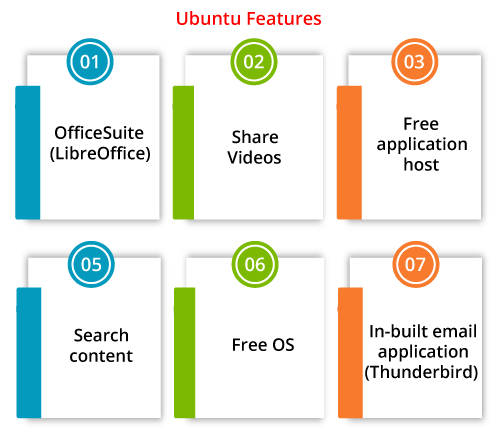 Ubuntu Features
01
OfficeSuite
(LibreOffice)
02
Share
Videos
03
Free
application
host
05
Search
content
06
Free OS
07
In-built email
application
(Thunderbird)